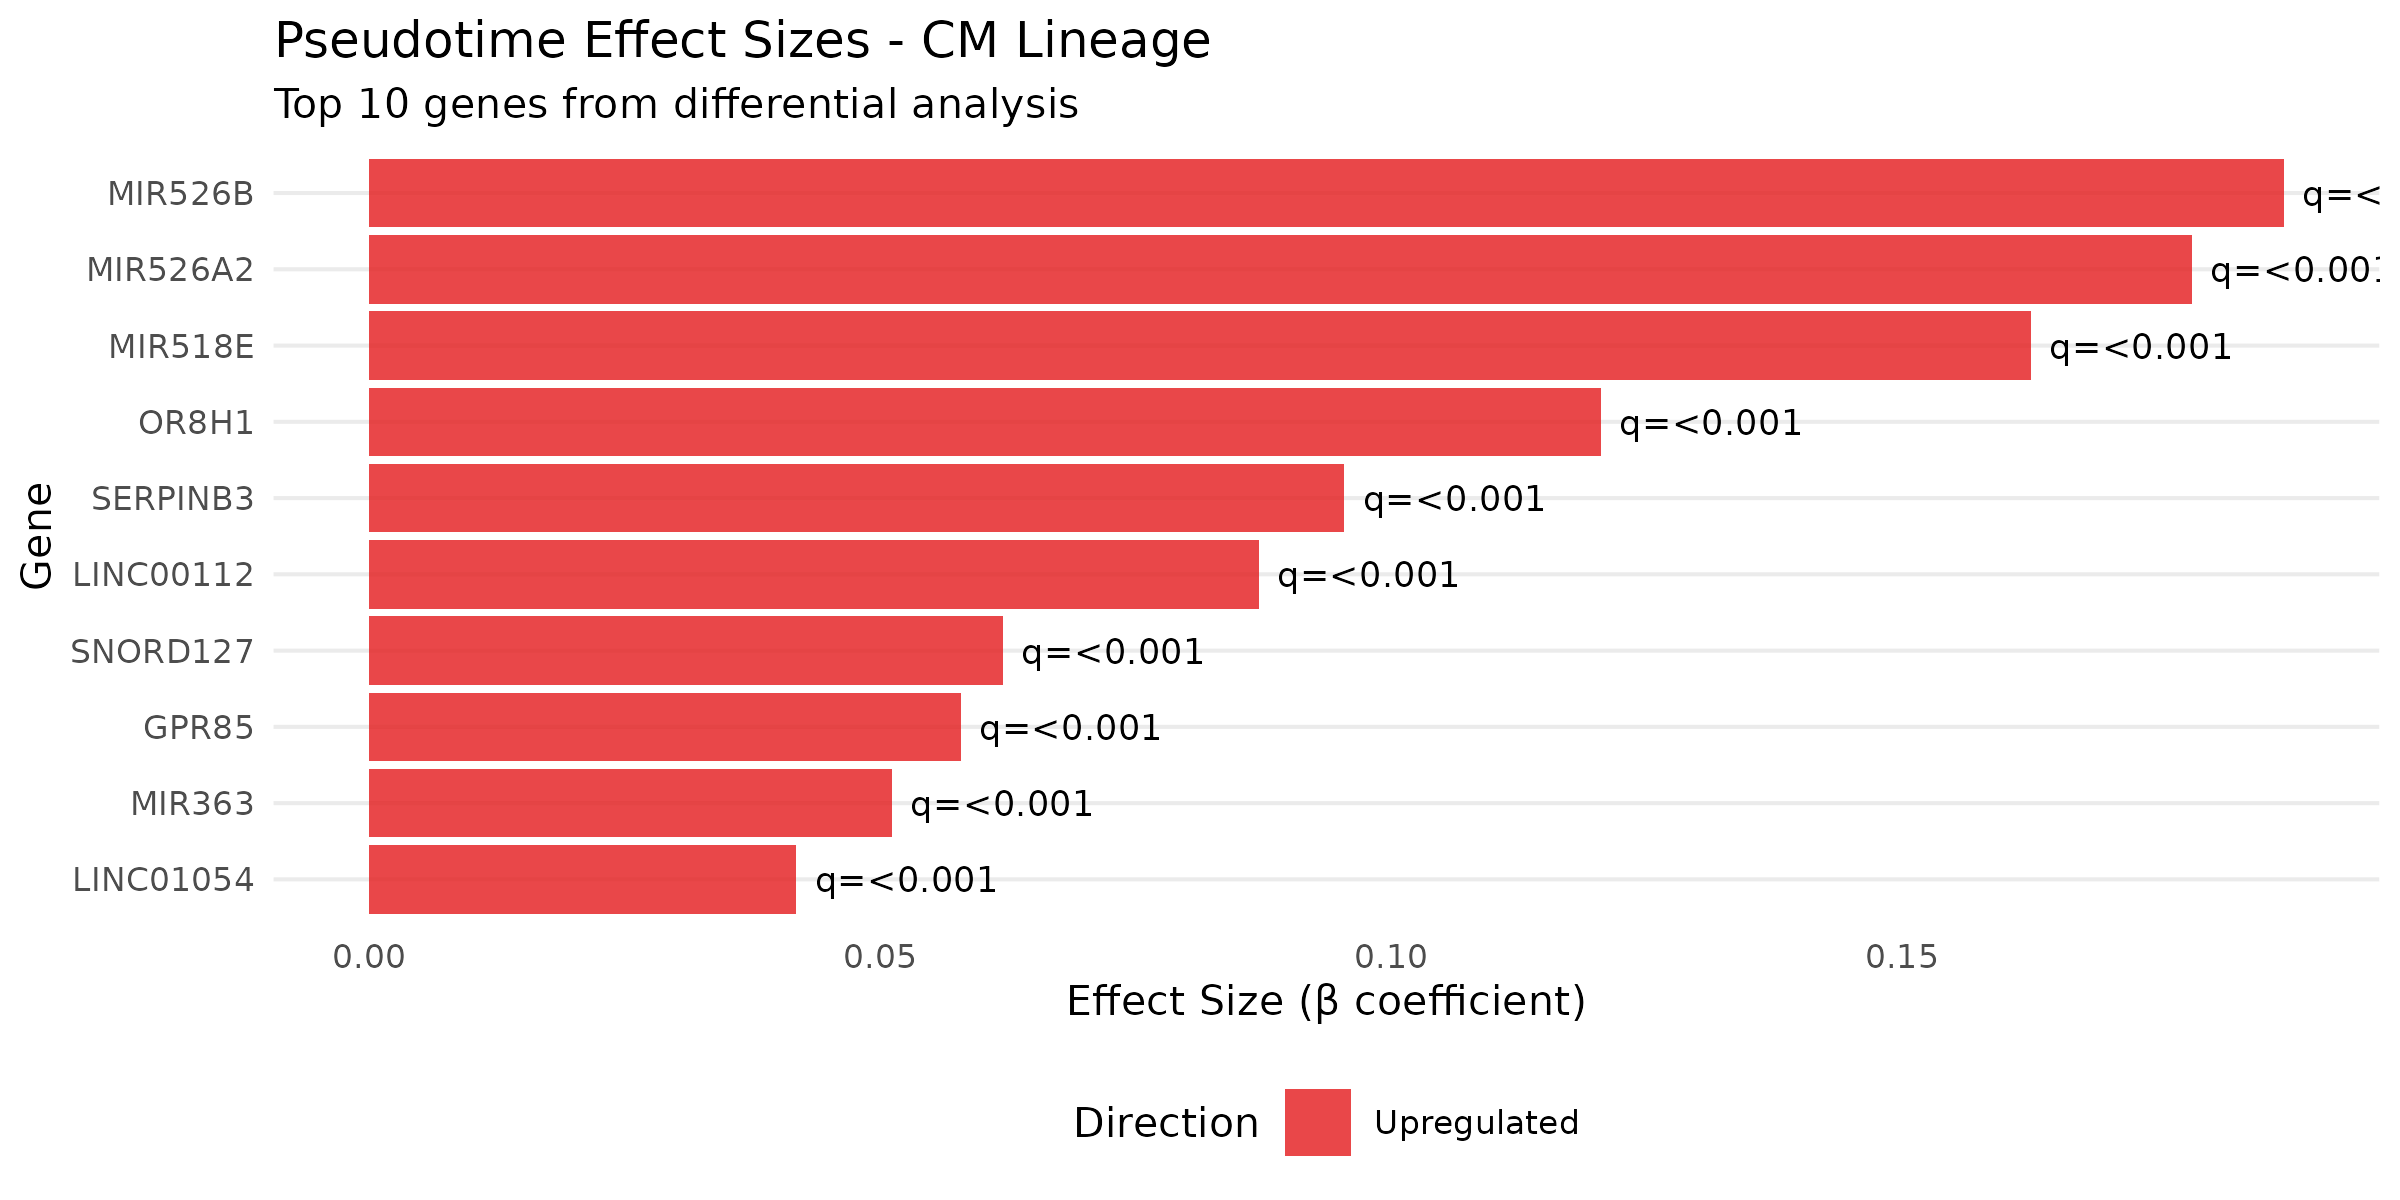 Pseudotime Effect Sizes - CM Lineage
Top 10 genes from differential analysis
Gene
MIR526B q=<
MIR526A2 q=<0.001
MIR518E q=<0.001
OR8H1 q=<0.001
SERPINB3 q=<0.001
LINC00112 q=<0.001
SNORD127 q=<0.001
GPR85 q=<0.001
MIR363 q=<0.001
LINC01054 q=<0.001
0.00 0.05 0.10 0.15
Effect Size (β coefficient)
Direction Upregulated